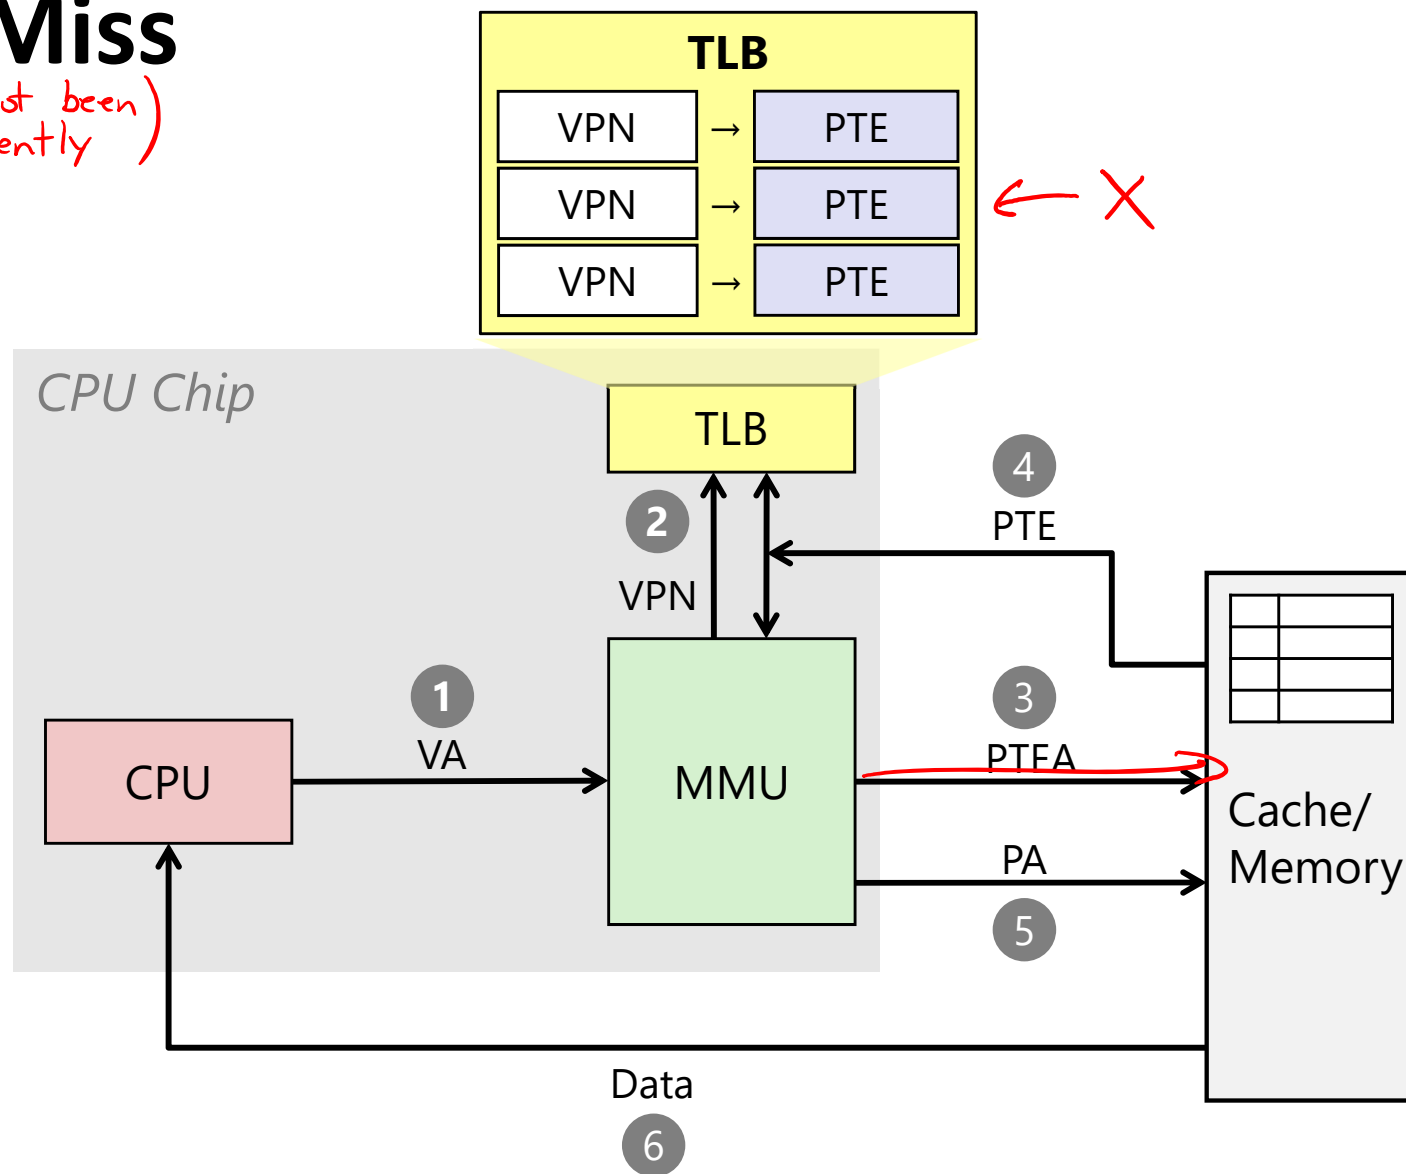 Miss
been)
TLB
VPN → PTE
VPN → PTE
VPN → PTE
X
CPU Chip
TLB
4
PTE
2
VPN
1
VA
3
PTEA
CPU
MMU
Cache/
Memory
PA
5
Data
6